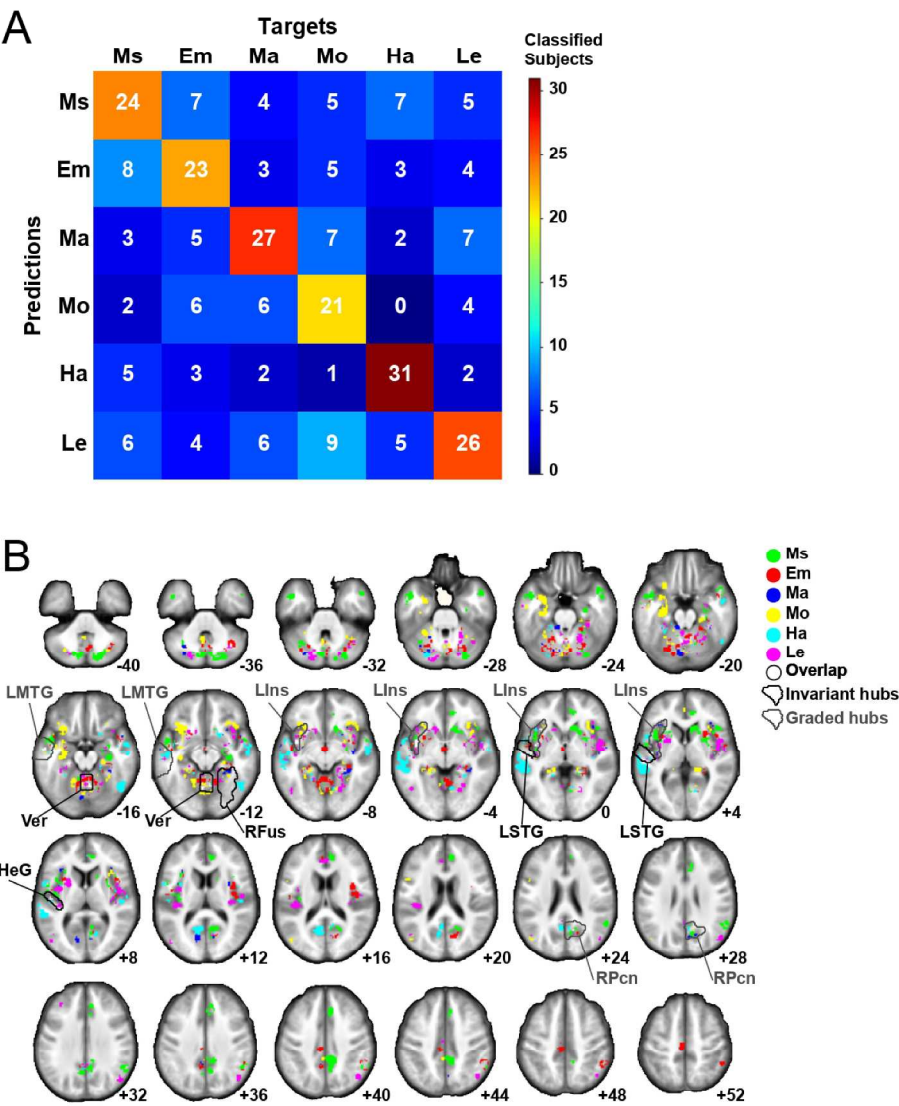 A
Targets
Ms Em Ma Mo Ha Le
Classified
Subjects
Predictions
Ms 24 7 4 5 7 5
Em 8 23 3 5 3 4
Ma 3 5 27 7 2 7
Mo 2 6 6 21 0 4
Ha 5 3 2 1 31 2
Le 6 4 6 9 5 26
30
25
20
15
10
5
0
B
Ms
Em
Ma
Mo
Ha
Le
Overlap
Invariant hubs
Graded hubs
-40 -36 -32 -28 -24 -20
LMTG LMTG LIns LIns LIns LIns
-16 -12 -8 -4 0 +4
Ver Ver RFus LSTG LSTG
HeG
+8 +12 +16 +20 +24 +28
RPcn RPcn
+32 +36 +40 +44 +48 +52